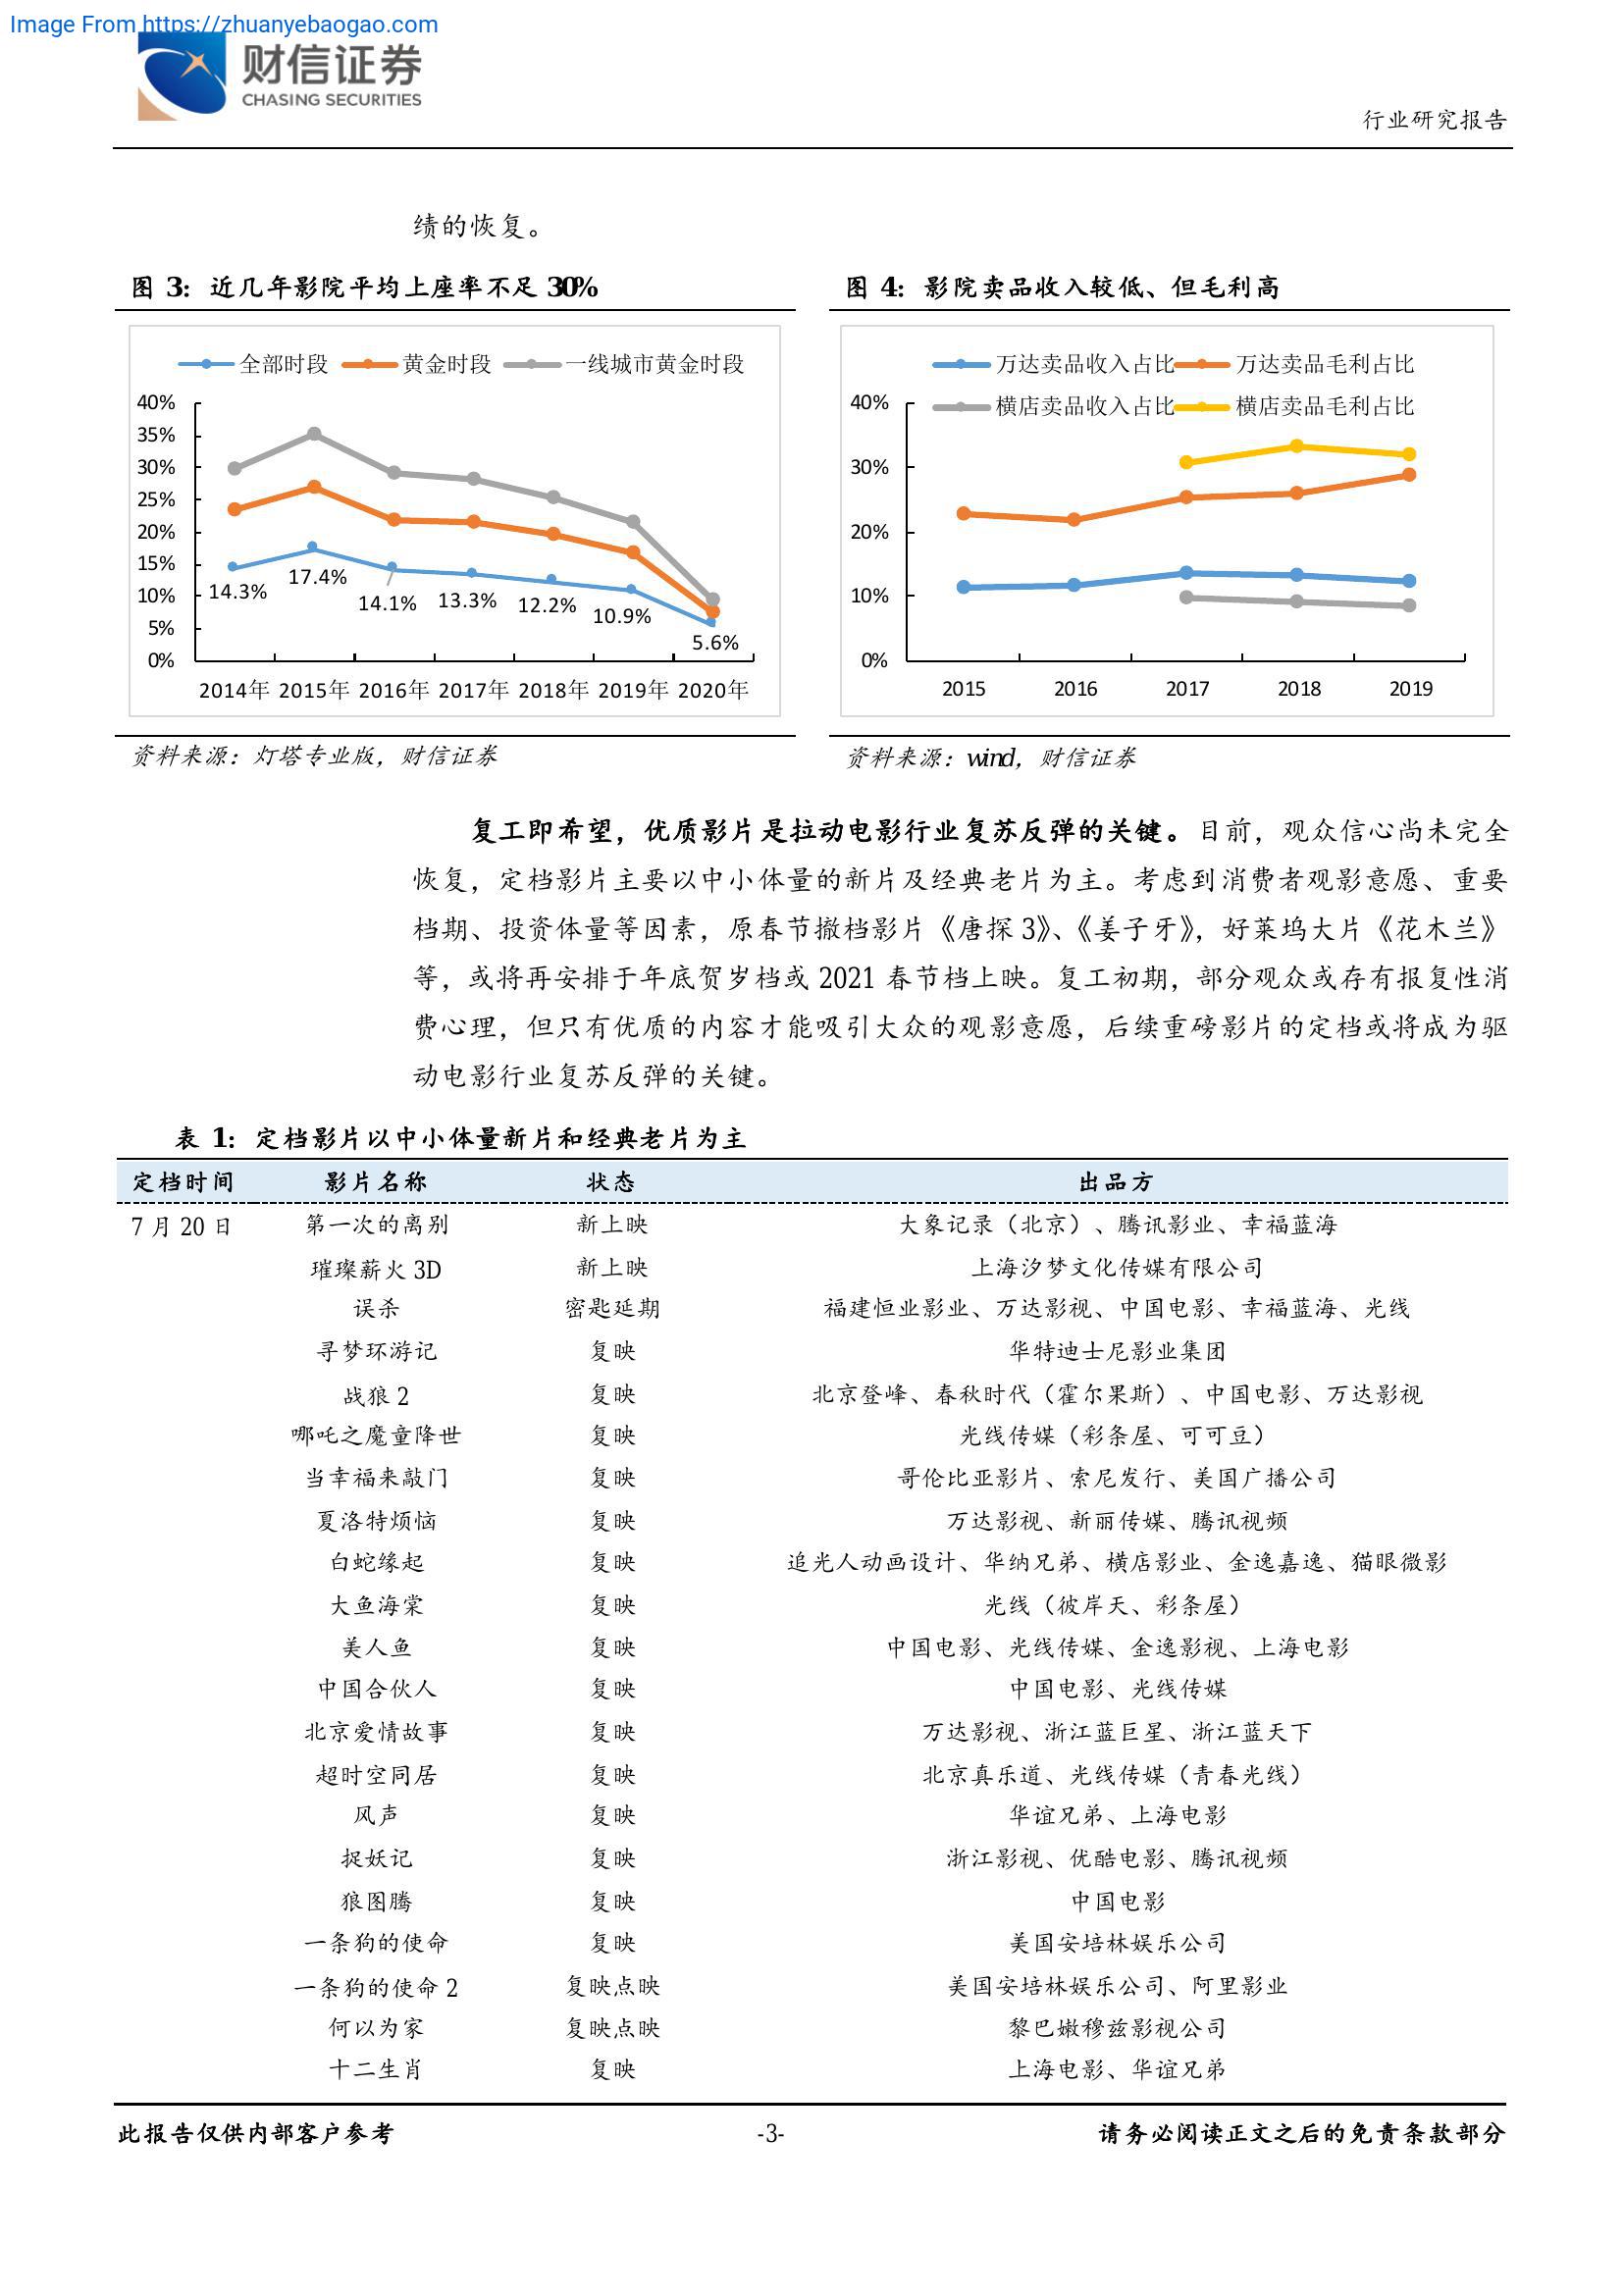 Image From https://zhuanyebaogao.com
财信证券
CHASING SECURITIES
行业研究报告
绩的恢复。
图 3：近几年影院平均上座率不足 30%
全部时段 黄金时段 一线城市黄金时段
40%
35%
30%
25%
20%
15%
10%
5%
0%
14.3% 17.4% 14.1% 13.3% 12.2% 10.9% 5.6%
2014年 2015年 2016年 2017年 2018年 2019年 2020年
资料来源：灯塔专业版，财信证券
图 4：影院卖品收入较低、但毛利高
万达卖品收入占比 万达卖品毛利占比
横店卖品收入占比 横店卖品毛利占比
40%
30%
20%
10%
0%
2015 2016 2017 2018 2019
资料来源：wind，财信证券
复工即希望，优质影片是拉动电影行业复苏反弹的关键。目前，观众信心尚未完全
恢复，定档影片主要以中小体量的新片及经典老片为主。考虑到消费者观影意愿、重要
档期、投资体量等因素，原春节撤档影片《唐探 3》、《姜子牙》，好莱坞大片《花木兰》
等，或将再安排于年底贺岁档或 2021 春节档上映。复工初期，部分观众或存有报复性消
费心理，但只有优质的内容才能吸引大众的观影意愿，后续重磅影片的定档或将成为驱
动电影行业复苏反弹的关键。
表 1：定档影片以中小体量新片和经典老片为主
定档时间 影片名称 状态 出品方
7 月 20 日 第一次的离别 新上映 大象记录（北京）、腾讯影业、幸福蓝海
璀璨薪火 3D 新上映 上海汐梦文化传媒有限公司
误杀 密匙延期 福建恒业影业、万达影视、中国电影、幸福蓝海、光线
寻梦环游记 复映 华特迪士尼影业集团
战狼 2 复映 北京登峰、春秋时代（霍尔果斯）、中国电影、万达影视
哪吒之魔童降世 复映 光线传媒（彩条屋、可可豆）
当幸福来敲门 复映 哥伦比亚影片、索尼发行、美国广播公司
夏洛特烦恼 复映 万达影视、新丽传媒、腾讯视频
白蛇缘起 复映 追光人动画设计、华纳兄弟、横店影业、金逸嘉逸、猫眼微影
大鱼海棠 复映 光线（彼岸天、彩条屋）
美人鱼 复映 中国电影、光线传媒、金逸影视、上海电影
中国合伙人 复映 中国电影、光线传媒
北京爱情故事 复映 万达影视、浙江蓝巨星、浙江蓝天下
超时空同居 复映 北京真乐道、光线传媒（青春光线）
风声 复映 华谊兄弟、上海电影
捉妖记 复映 浙江影视、优酷电影、腾讯视频
狼图腾 复映 中国电影
一条狗的使命 复映 美国安培林娱乐公司
一条狗的使命 2 复映点映 美国安培林娱乐公司、阿里影业
何以为家 复映点映 黎巴嫩穆兹影视公司
十二生肖 复映 上海电影、华谊兄弟
此报告仅供内部客户参考 -3- 请务必阅读正文之后的免责条款部分